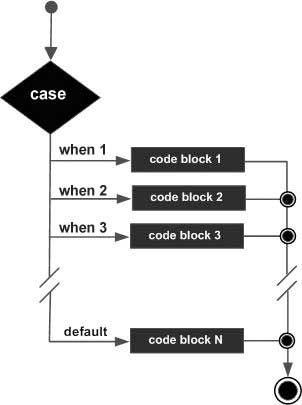 case
when 1
code block 1
when 2
code block 2
when 3
code block 3
default
code block N